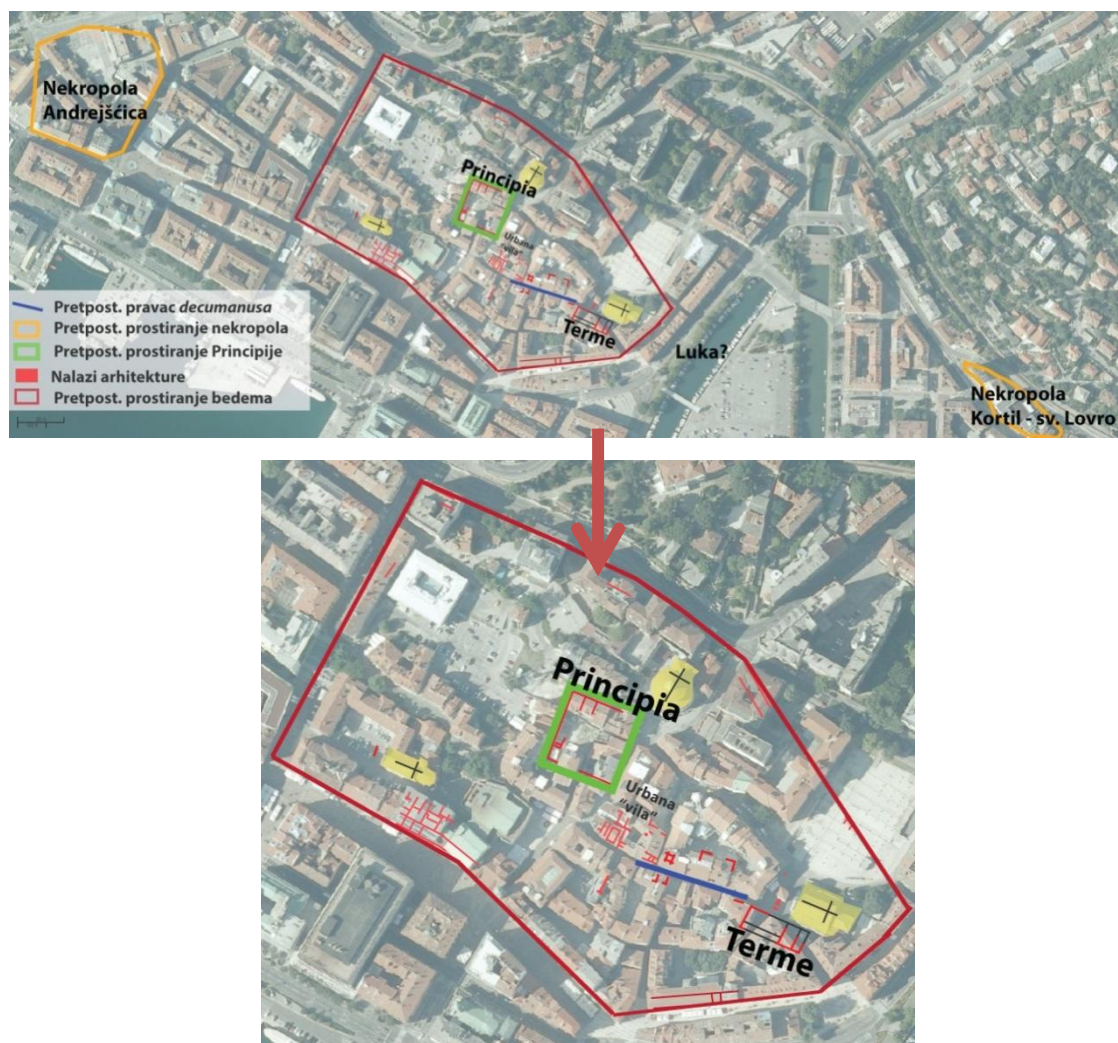 Nekropola
Andrejšćica
Principia
Urbana
"vila"
Terme
Luka?
Nekropola
Kortil - sv. Lovro
Pretpost. pravac decumanusa
Pretpost. prostiranje nekropola
Pretpost. prostiranje Principije
Nalazi arhitekture
Pretpost. prostiranje bedema
Principia
Urbana
"vila"
Terme